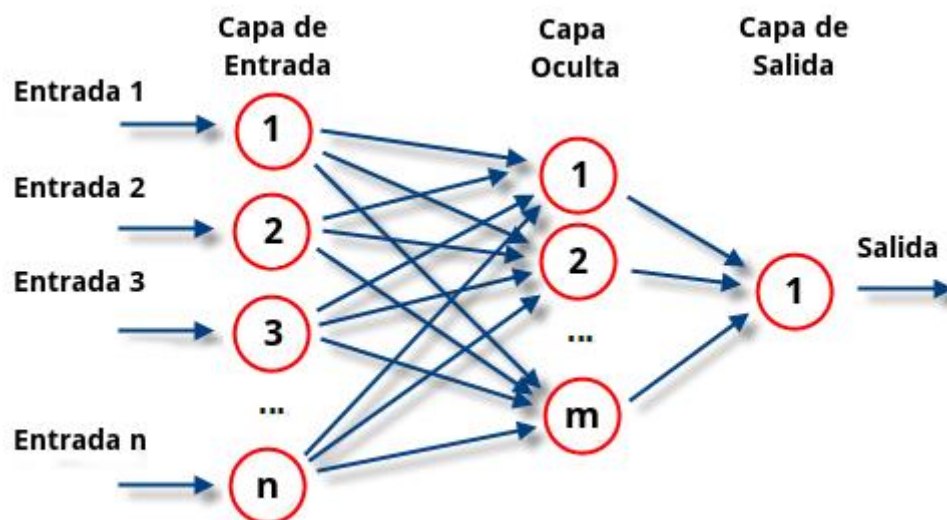 Capa de
Entrada
Capa
Oculta
Capa de
Salida
Entrada 1
1
Entrada 2
2
Entrada 3
3
...
Entrada n
n
1
2
...
m
1
Salida